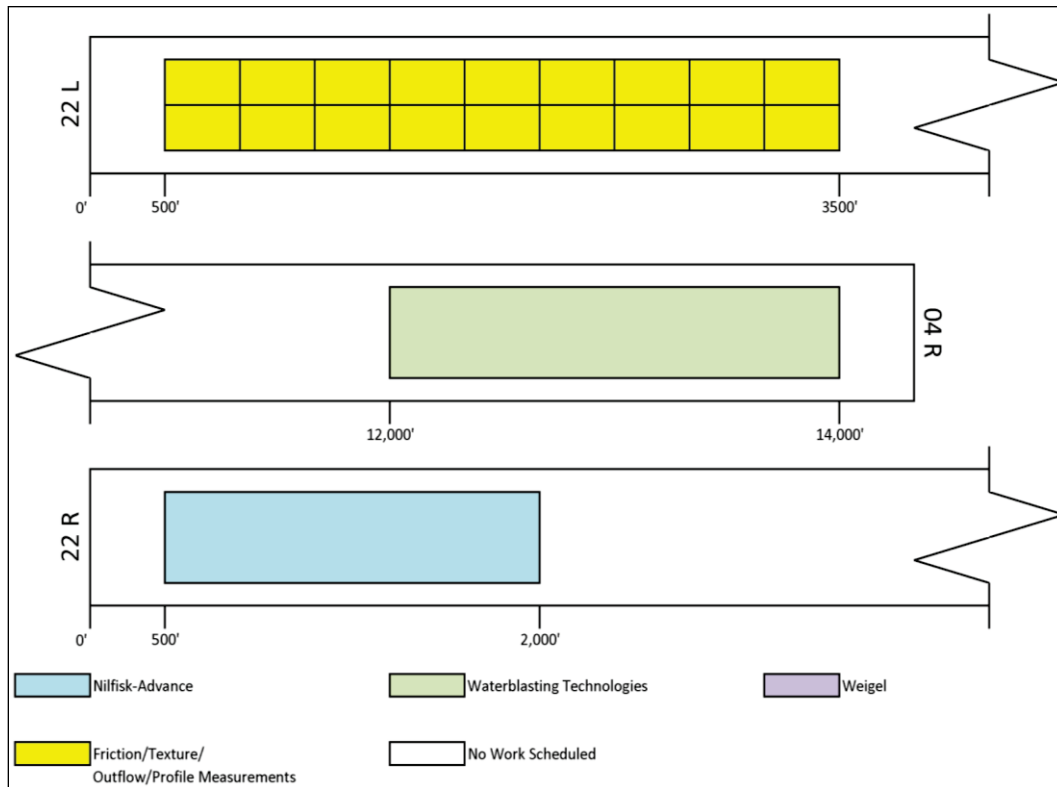 22 L
0'
500'
3500'
04 R
12,000'
14,000'
22 R
0'
500'
2,000'
Nilfisk-Advance
Waterblasting Technologies
Weigel
Friction/Texture/
Outflow/Profile Measurements
No Work Scheduled